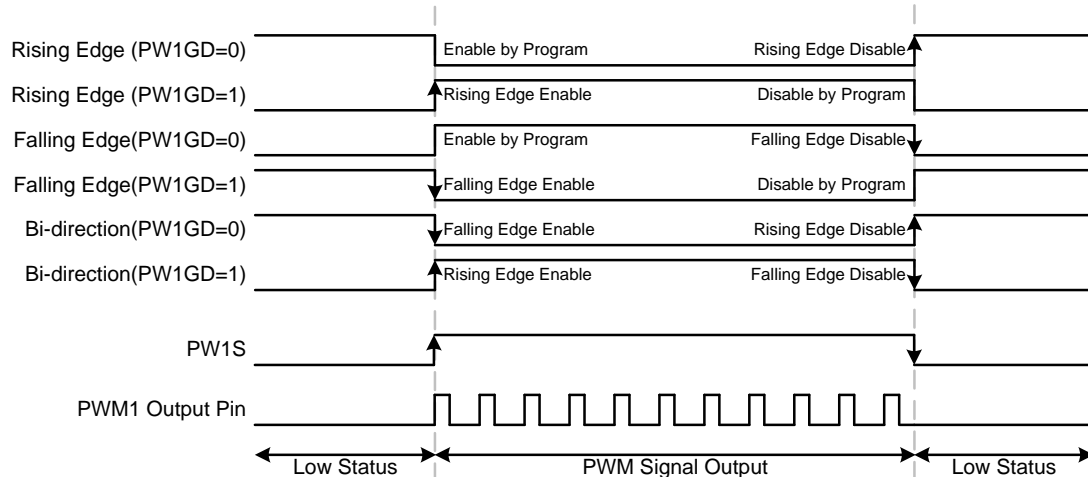 Rising Edge (PW1GD=0) Enable by Program Rising Edge Disable
Rising Edge (PW1GD=1) Rising Edge Enable Disable by Program
Falling Edge(PW1GD=0) Enable by Program Falling Edge Disable
Falling Edge(PW1GD=1) Falling Edge Enable Disable by Program
Bi-direction(PW1GD=0) Falling Edge Enable Rising Edge Disable
Bi-direction(PW1GD=1) Rising Edge Enable Falling Edge Disable
PW1S
PWM1 Output Pin
Low Status PWM Signal Output Low Status